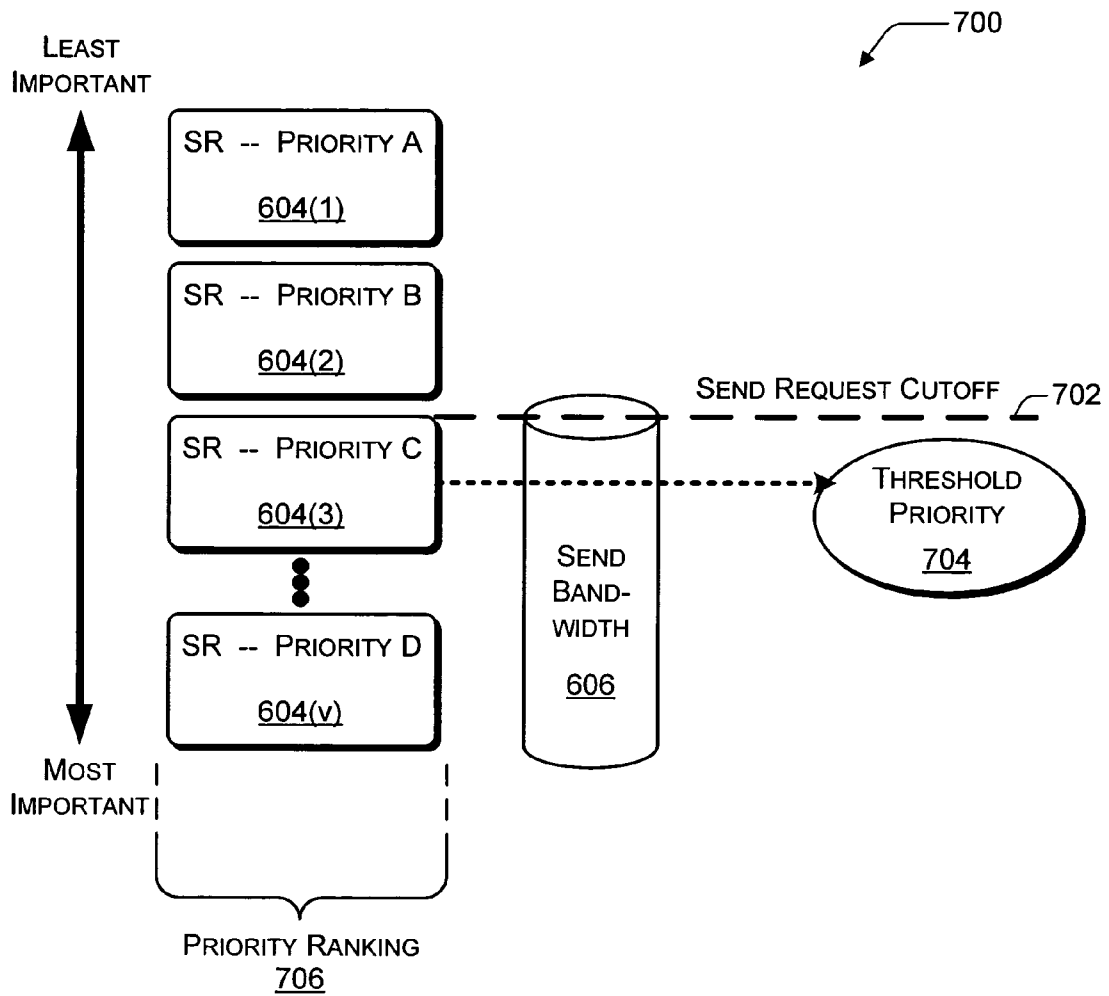 700
LEAST
IMPORTANT
SR -- PRIORITY A
604(1)
SR -- PRIORITY B
604(2)
SEND REQUEST CUTOFF
702
SR -- PRIORITY C
604(3)
THRESHOLD
PRIORITY
704
SEND
BAND-
WIDTH
606
SR -- PRIORITY D
604(v)
MOST
IMPORTANT
PRIORITY RANKING
706